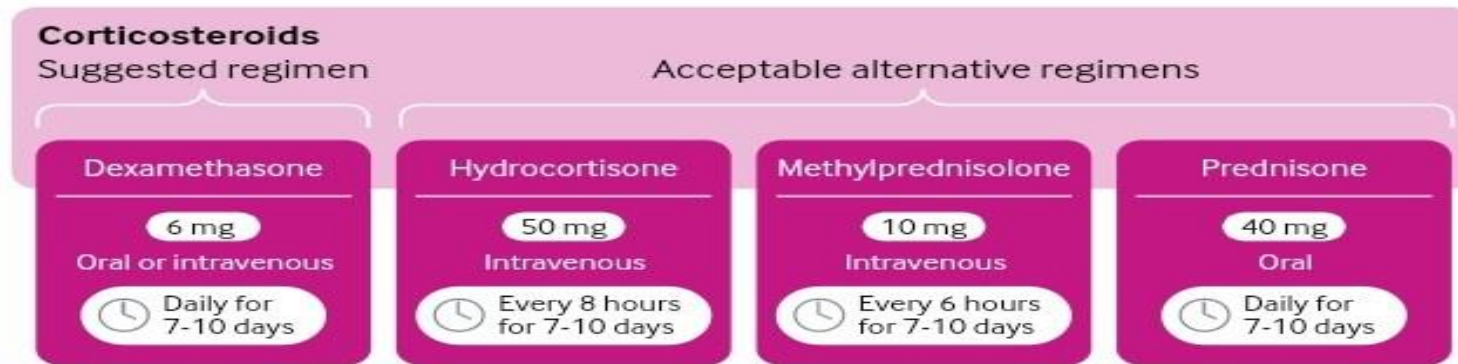 Corticosteroids
Suggested regimen
Acceptable alternative regimens
Dexamethasone
6 mg
Oral or intravenous
Daily for
7-10 days
Hydrocortisone
50 mg
Intravenous
Every 8 hours
for 7-10 days
Methylprednisolone
10 mg
Intravenous
Every 6 hours
for 7-10 days
Prednisone
40 mg
Oral
Daily for
7-10 days